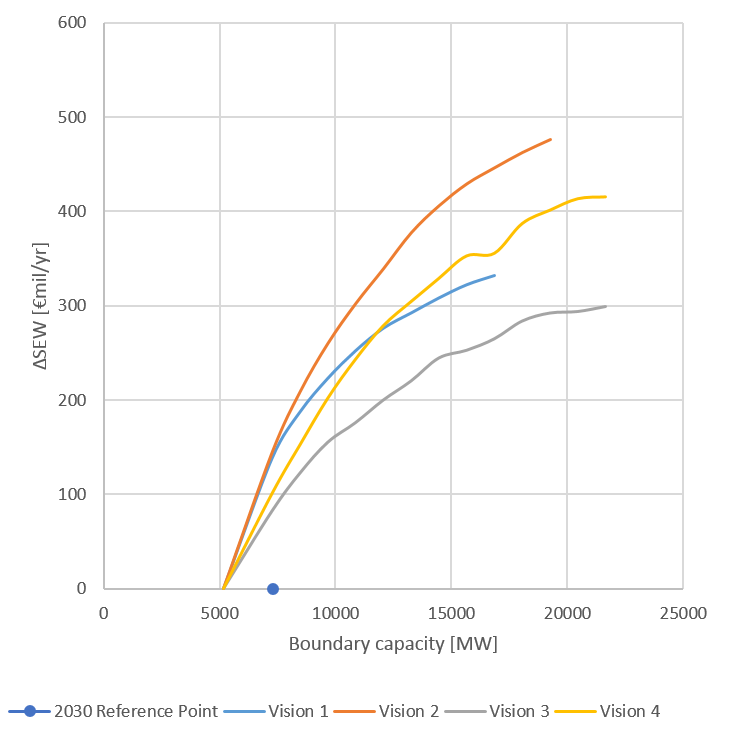 600
500
400
300
200
100
0
ΔSEW [€mil/yr]
0 5000 10000 15000 20000 25000
Boundary capacity [MW]
2030 Reference Point Vision 1 Vision 2 Vision 3 Vision 4